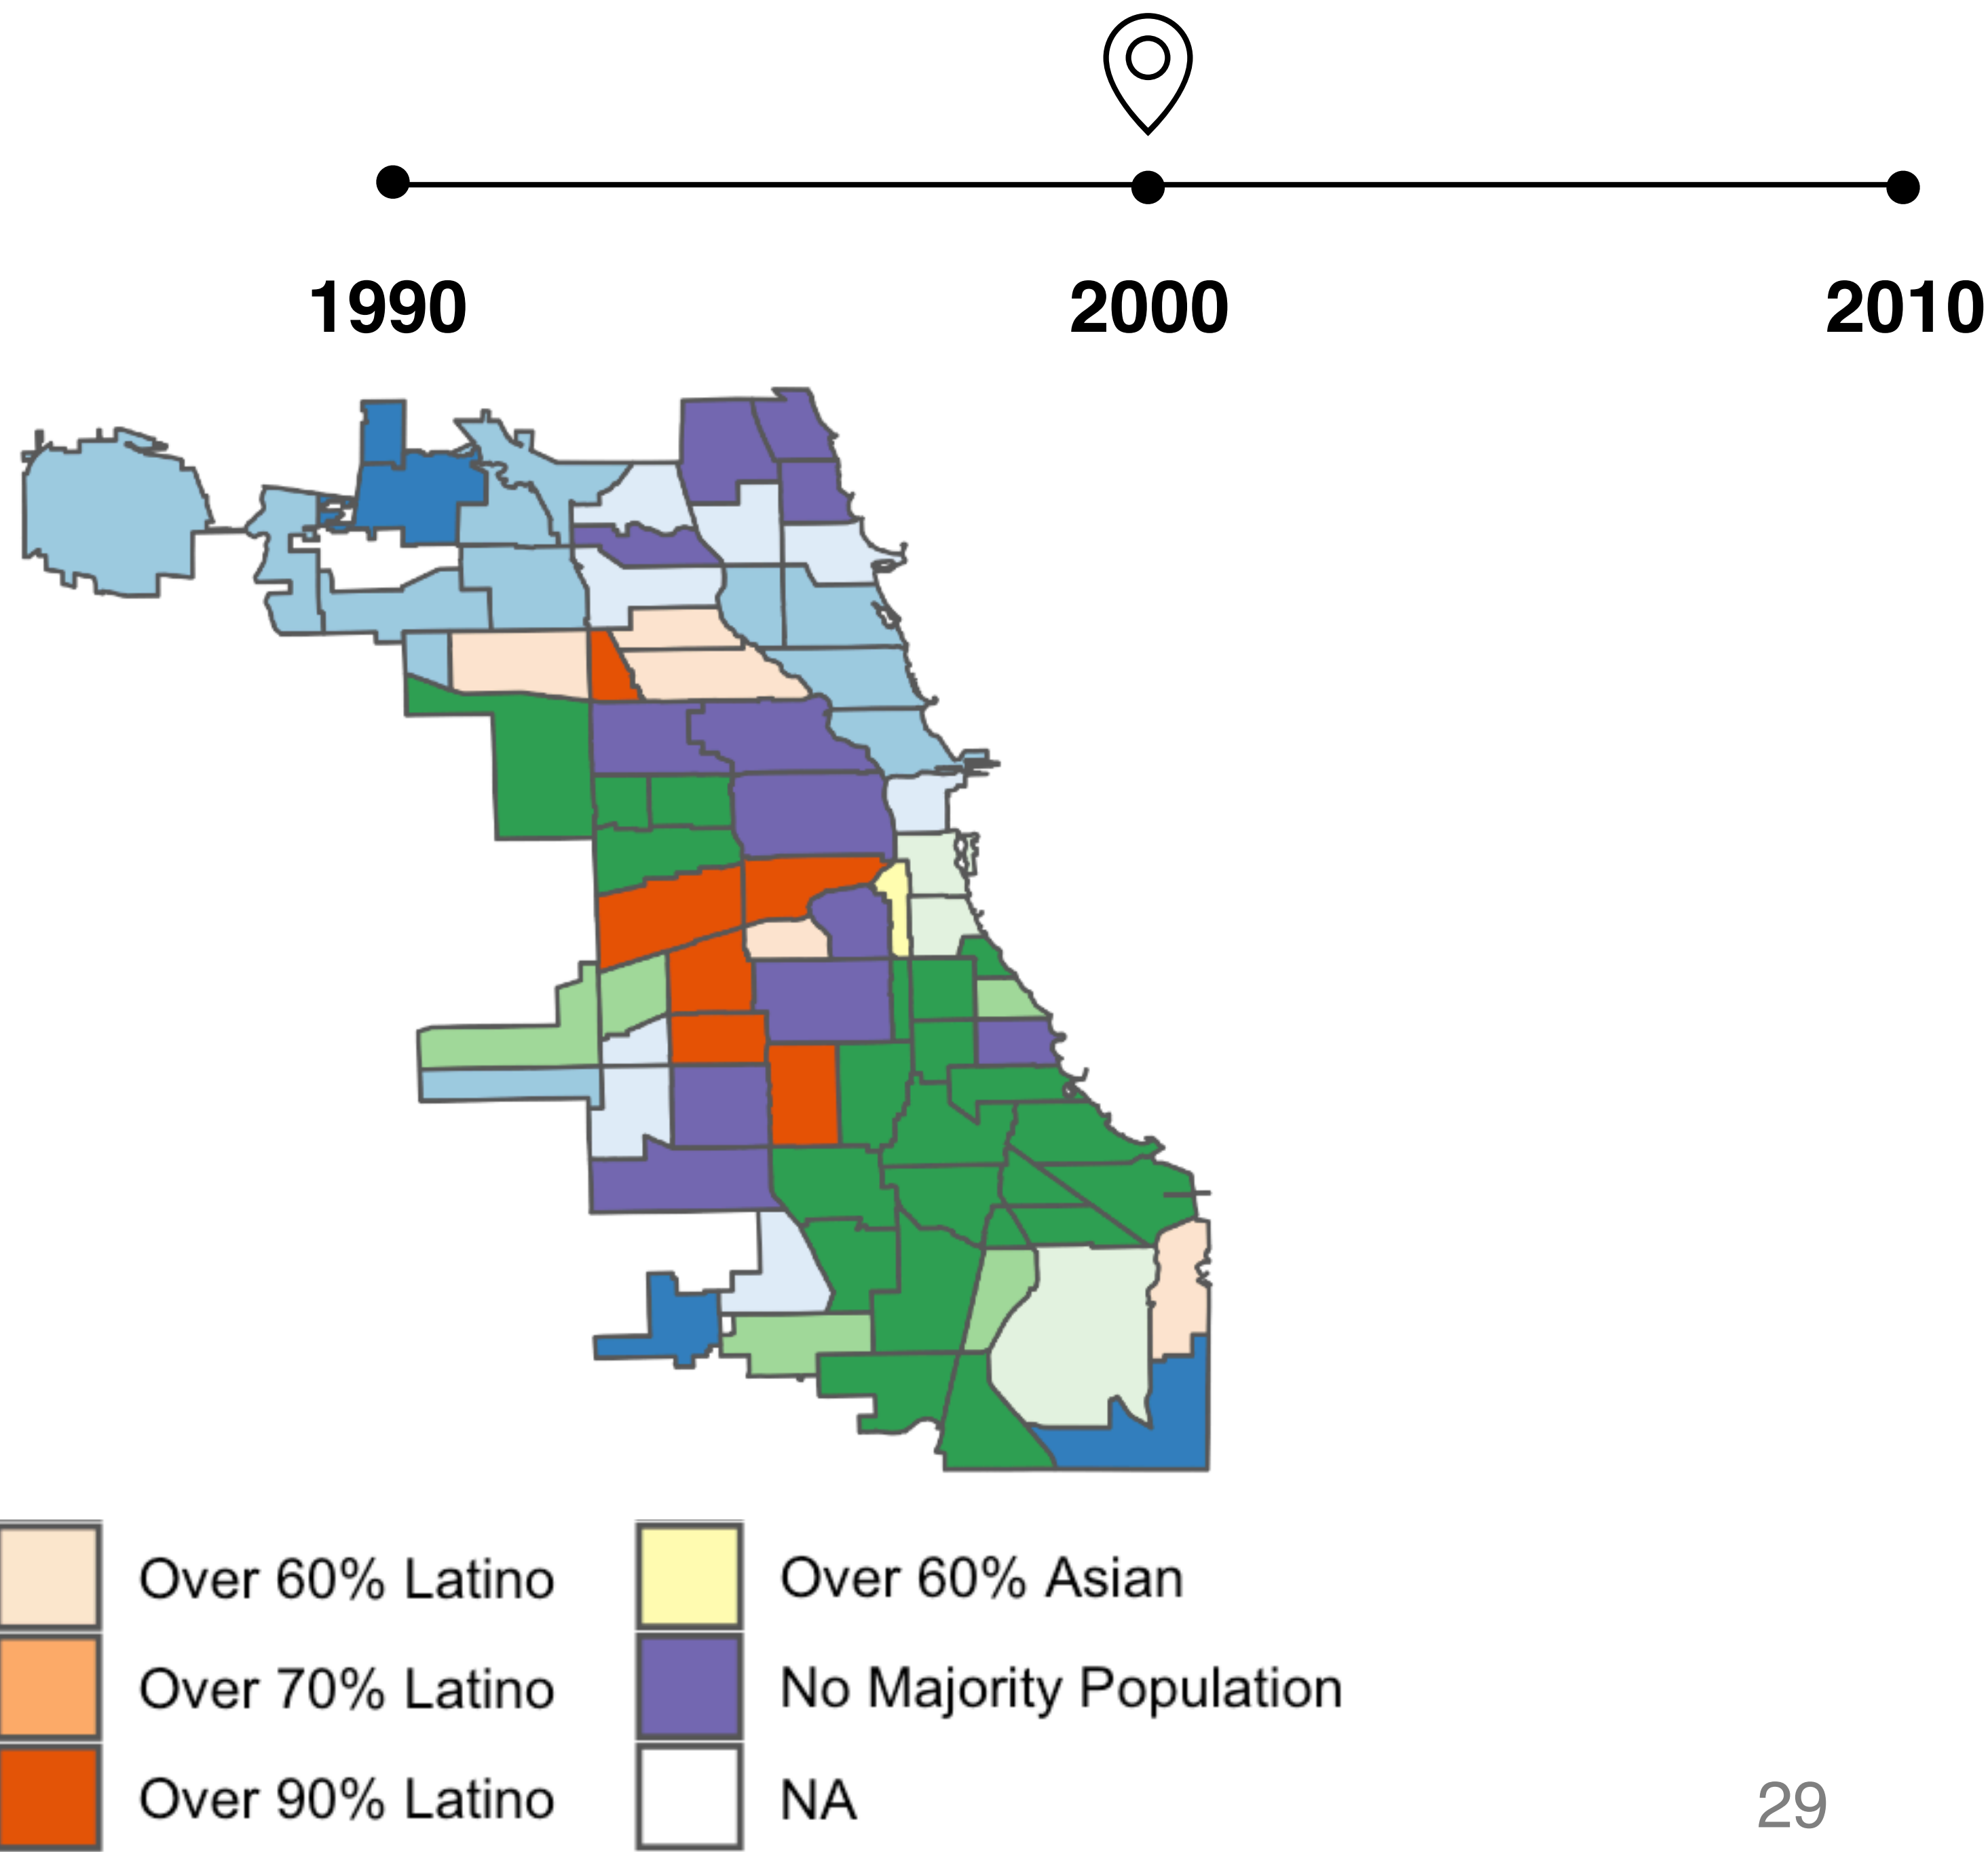 1990
2000
2010
Over 60% Latino
Over 70% Latino
Over 90% Latino
Over 60% Asian
No Majority Population
NA
29